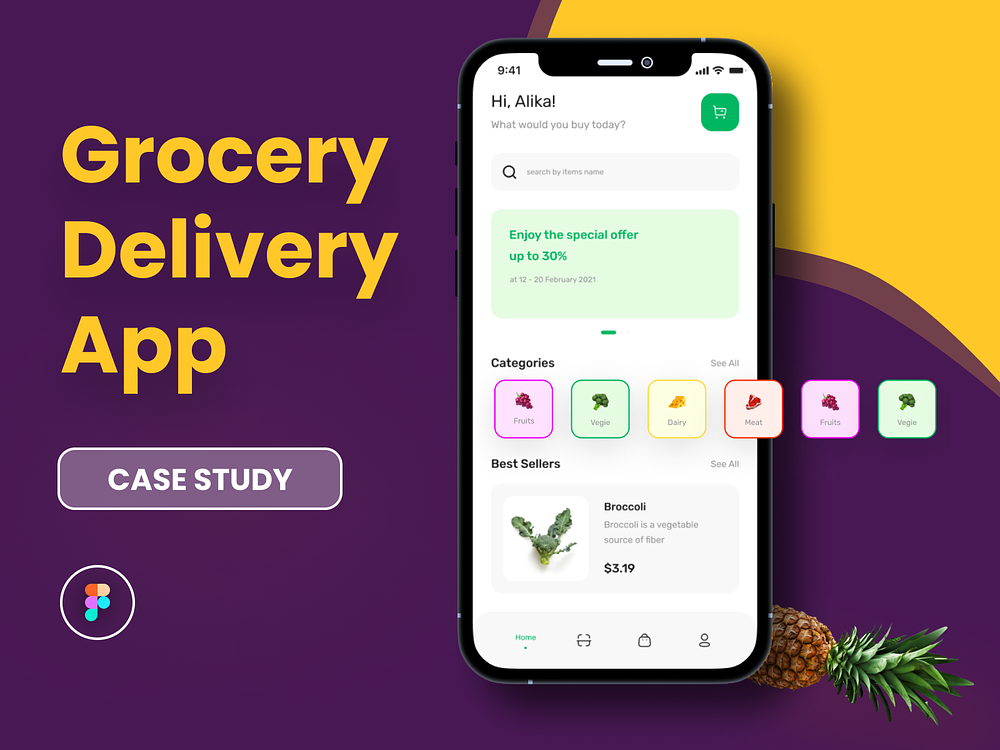 Grocery
Delivery
App
CASE STUDY
9:41
Hi, Alika!
What would you buy today?
search by items name
Enjoy the special offer
up to 30%
at 12 - 20 February 2021
Categories
See All
Fruits
Vegie
Dairy
Meat
Fruits
Vegie
Best Sellers
See All
Broccoli
Broccoli is a vegetable
source of fiber
$3.19
Home